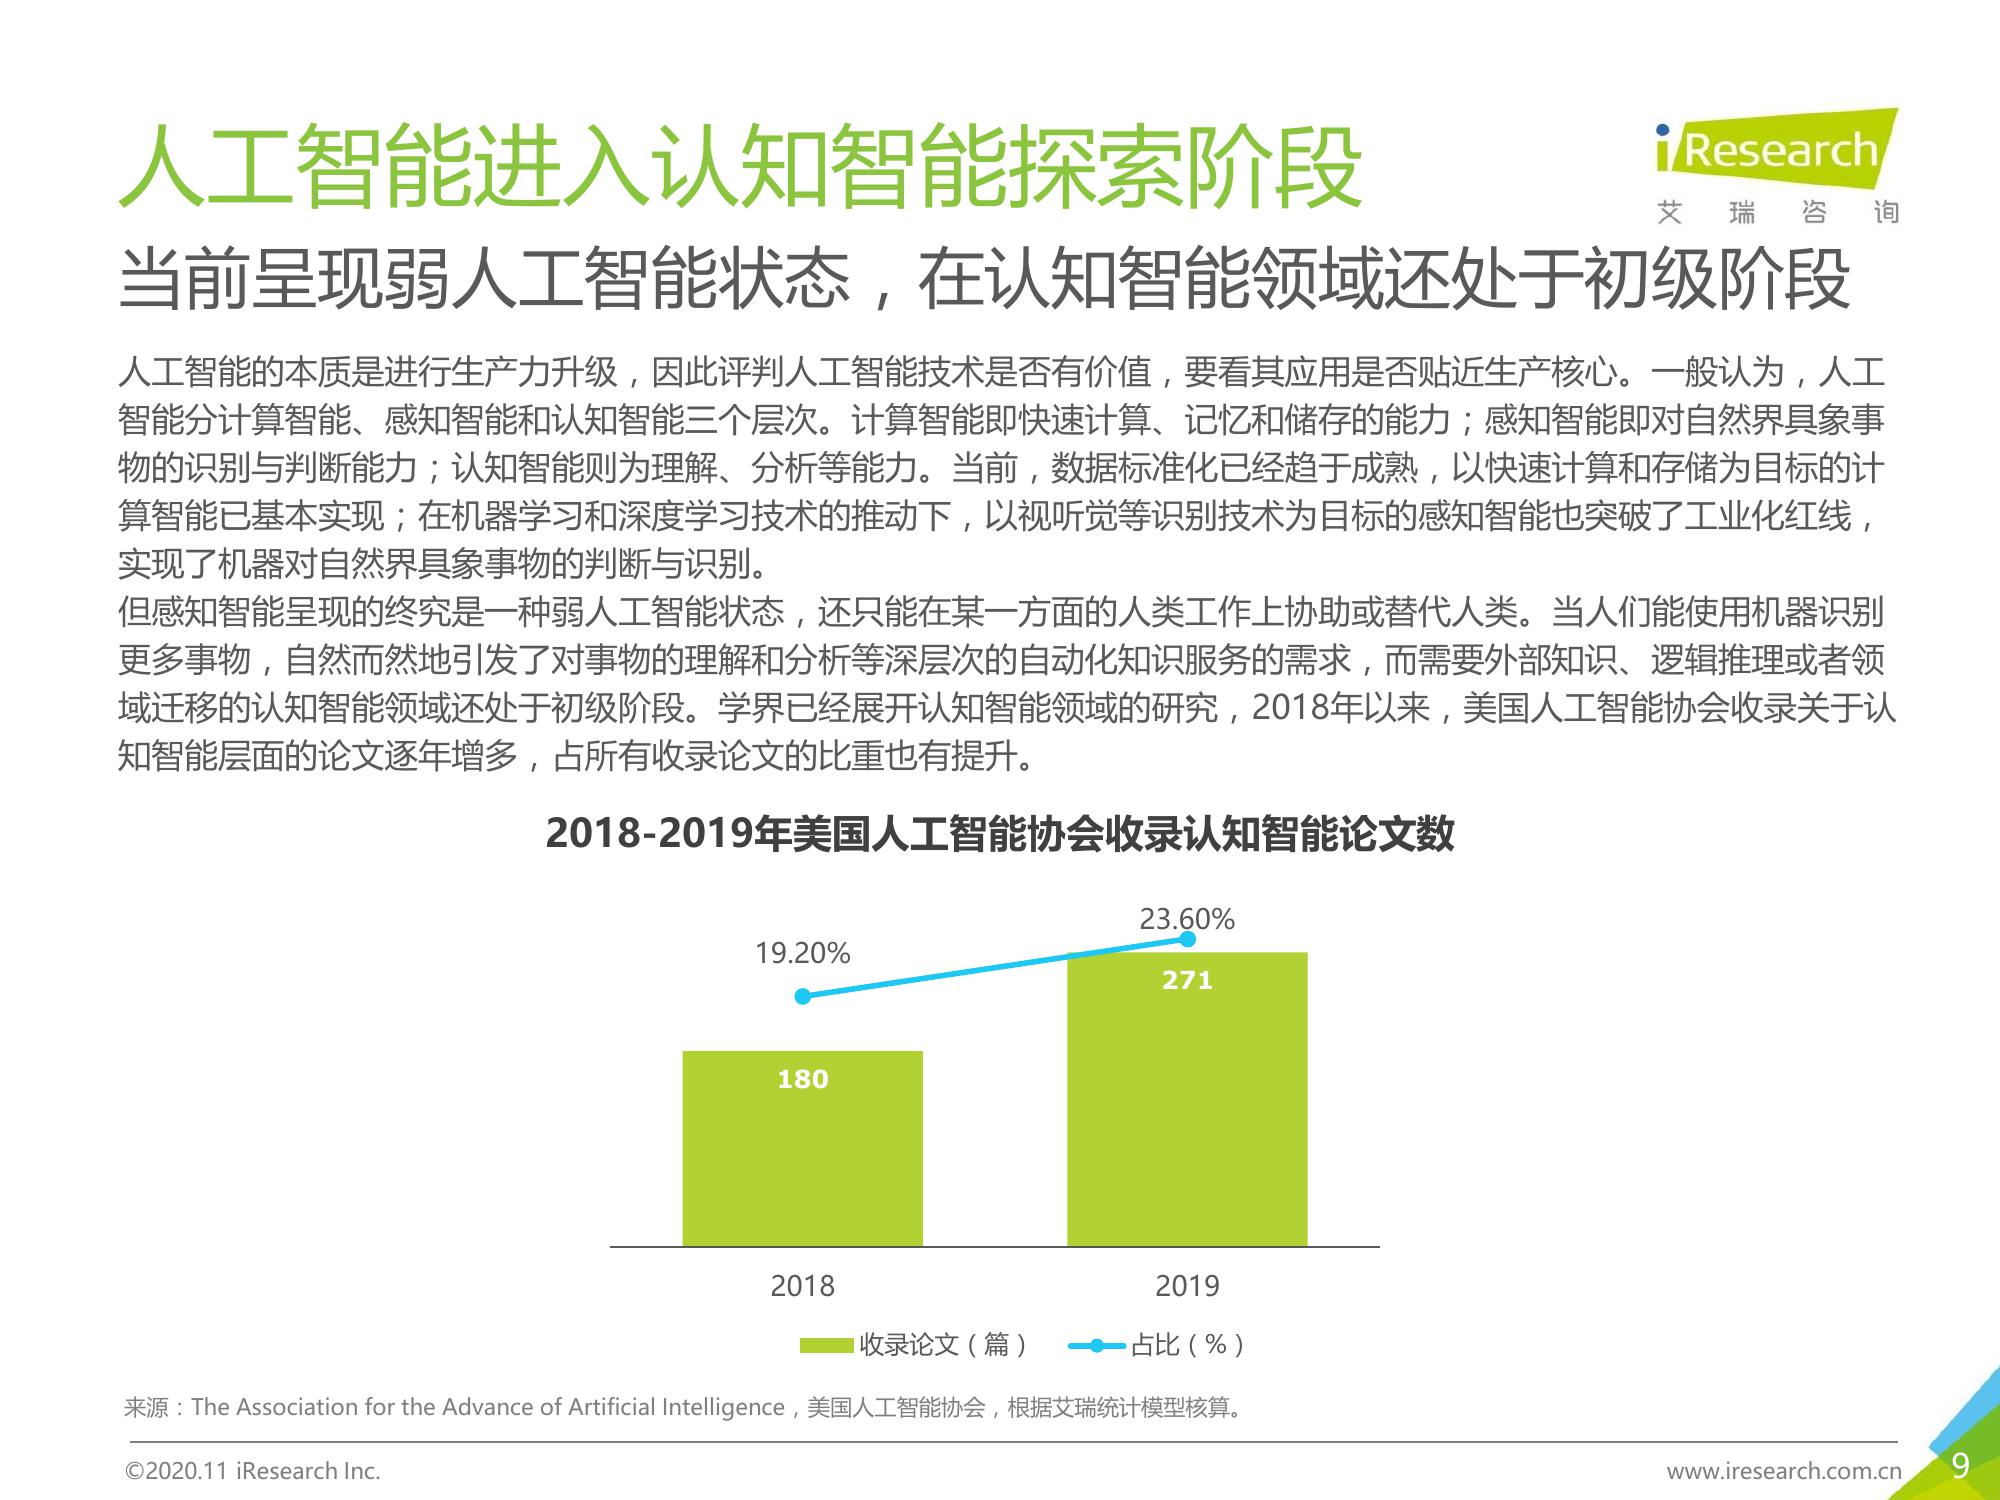 人工智能进入认知智能探索阶段
iResearch
艾瑞咨询
当前呈现弱人工智能状态，在认知智能领域还处于初级阶段
人工智能的本质是进行生产力升级，因此评判人工智能技术是否有价值，要看其应用是否贴近生产核心。一般认为，人工
智能分计算智能、感知智能和认知智能三个层次。计算智能即快速计算、记忆和储存的能力；感知智能即对自然界具象事
物的识别与判断能力；认知智能则为理解、分析等能力。当前，数据标准化已经趋于成熟，以快速计算和存储为目标的计
算智能已基本实现；在机器学习和深度学习技术的推动下，以视听觉等识别技术为目标的感知智能也突破了工业化红线，
实现了机器对自然界具象事物的判断与识别。
但感知智能呈现的终究是一种弱人工智能状态，还只能在某一方面的人类工作上协助或替代人类。当人们能使用机器识别
更多事物，自然而然地引发了对事物的理解和分析等深层次的自动化知识服务的需求，而需要外部知识、逻辑推理或者领
域迁移的认知智能领域还处于初级阶段。学界已经展开认知智能领域的研究，2018年以来，美国人工智能协会收录关于认
知智能层面的论文逐年增多，占所有收录论文的比重也有提升。
2018-2019年美国人工智能协会收录认知智能论文数
23.60%
19.20%
271
180
2018 2019
收录论文（篇） 占比（%）
来源：The Association for the Advance of Artificial Intelligence，美国人工智能协会，根据艾瑞统计模型核算。
©2020.11 iResearch Inc. www.iresearch.com.cn 9